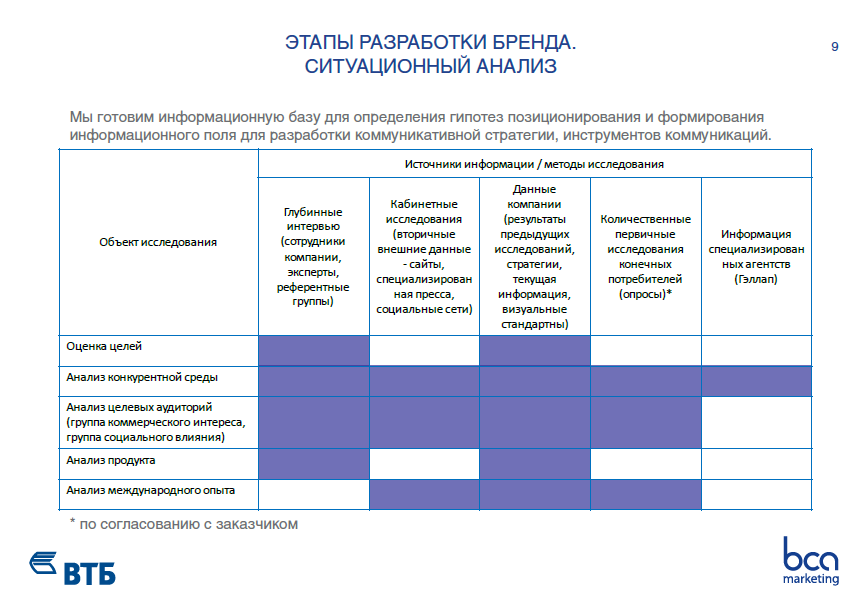 ЭТАПЫ РАЗРАБОТКИ БРЕНДА.
СИТУАЦИОННЫЙ АНАЛИЗ
9
Мы готовим информационную базу для определения гипотез позиционирования и формирования
информационного поля для разработки коммуникативной стратегии, инструментов коммуникаций.
Объект исследования
Источники информации / методы исследования
Глубинные
интервью
(сотрудники
компании,
эксперты,
референтные
группы)
Кабинетные
исследования
(вторичные
внешние данные
- сайты,
специализирован
ная пресса,
социальные сети)
Данные
компании
(результаты
предыдущих
исследований,
стратегии,
текущая
информация,
визуальные
стандартны)
Количественные
первичные
исследования
конечных
потребителей
(опросы)*
Информация
специализирован
ных агентств
(Гэллап)
Оценка целей
Анализ конкурентной среды
Анализ целевых аудиторий
(группа коммерческого интереса,
группа социального влияния)
Анализ продукта
Анализ международного опыта
* по согласованию с заказчиком
ВТБ
bca
marketing